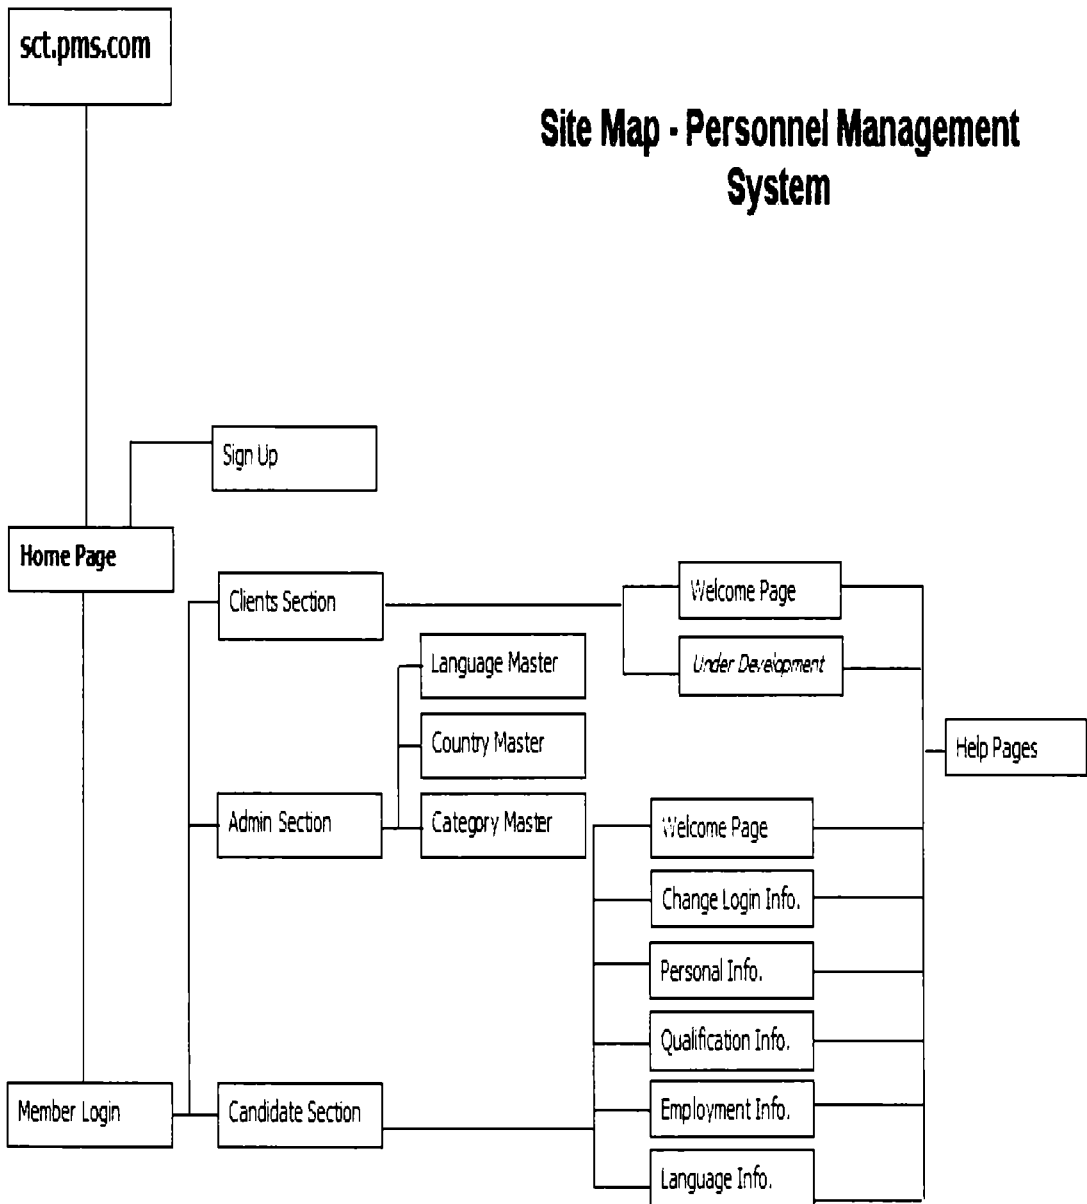 sct.pms.com
Site Map - Personnel Management
System
Sign Up
Home Page
Clients Section
Welcome Page
Under Development
Language Master
Country Master
Help Pages
Admin Section
Category Master
Welcome Page
Change Login Info.
Personal Info.
Qualification Info.
Member Login
Candidate Section
Employment Info.
Language Info.